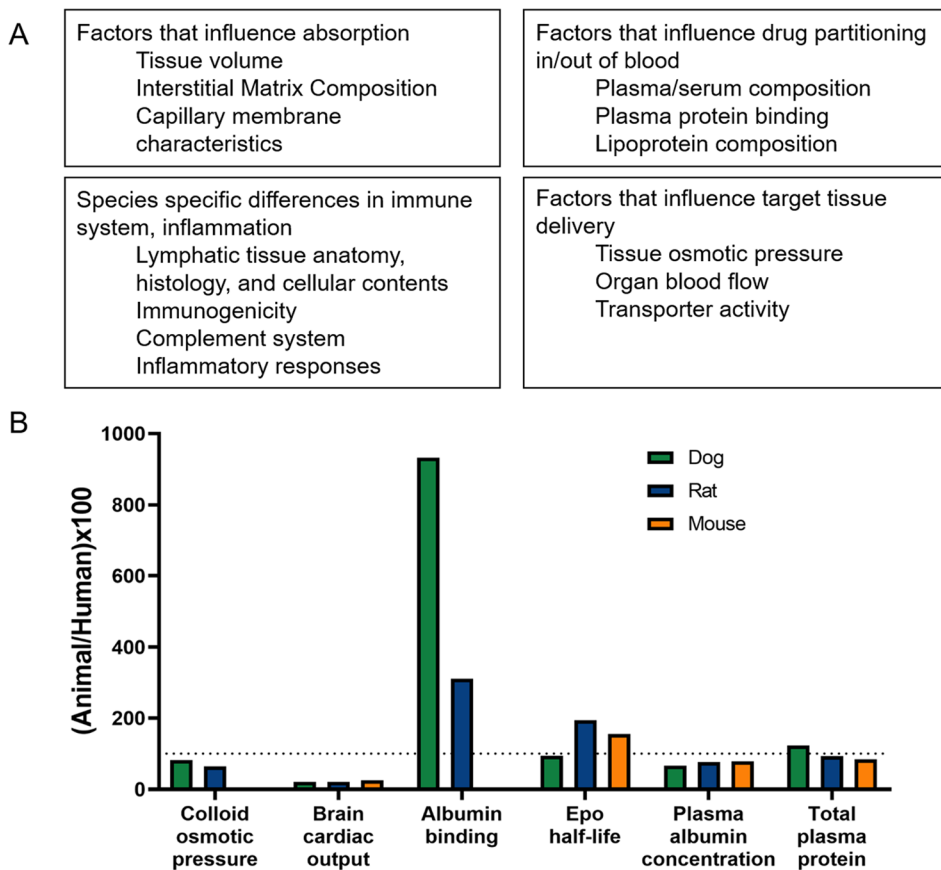 A
Factors that influence absorption
Tissue volume
Interstitial Matrix Composition
Capillary membrane
characteristics
Factors that influence drug partitioning
in/out of blood
Plasma/serum composition
Plasma protein binding
Lipoprotein composition
Species specific differences in immune
system, inflammation
Lymphatic tissue anatomy,
histology, and cellular contents
Immunogenicity
Complement system
Inflammatory responses
Factors that influence target tissue
delivery
Tissue osmotic pressure
Organ blood flow
Transporter activity
B
(Animal/Human)x100
1000
800
600
400
200
0
Dog
Rat
Mouse
Colloid
osmotic
pressure
Brain
cardiac
output
Albumin
binding
Epo
half-life
Plasma
albumin
concentration
Total
plasma
protein